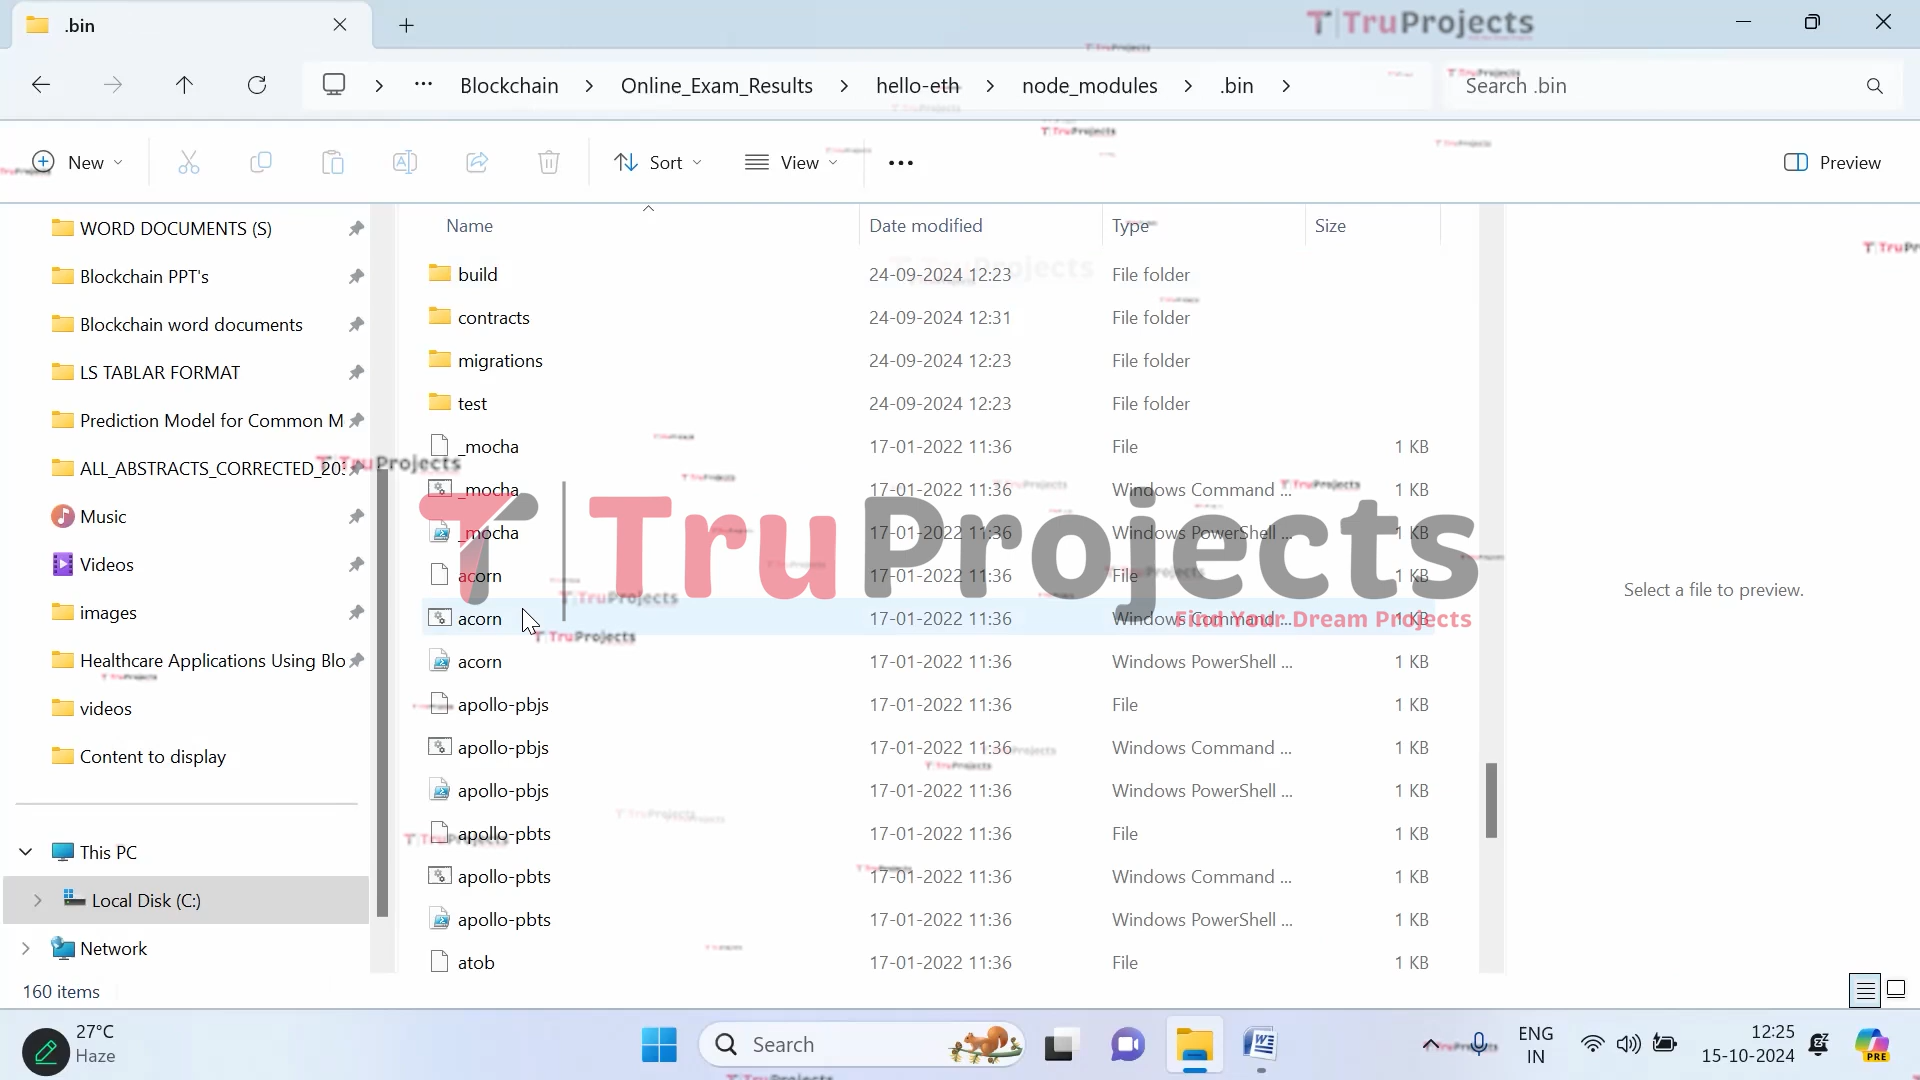 .bin
TruProjects
Blockchain > Online_Exam_Results > hello-eth > node_modules > .bin >
Search .bin
New
Sort
View
Preview
WORD DOCUMENTS (S)
Blockchain PPT's
Blockchain word documents
LS TABLAR FORMAT
Prediction Model for Common M
ALL_ABSTRACTS_CORRECTED_20
Music
Videos
images
Healthcare Applications Using Blo
videos
Content to display
This PC
Local Disk (C:)
Network
Name Date modified Type Size
build 24-09-2024 12:23 File folder
contracts 24-09-2024 12:31 File folder
migrations 24-09-2024 12:23 File folder
test 24-09-2024 12:23 File folder
_mocha 17-01-2022 11:36 File 1 KB
_mocha 17-01-2022 11:36 Windows Command ... 1 KB
_mocha 17-01-2022 11:36 Windows PowerShell ... 1 KB
acorn 17-01-2022 11:36 File 1 KB
acorn 17-01-2022 11:36 Windows Command ... 1 KB
acorn 17-01-2022 11:36 Windows PowerShell ... 1 KB
apollo-pbjs 17-01-2022 11:36 File 1 KB
apollo-pbjs 17-01-2022 11:36 Windows Command ... 1 KB
apollo-pbjs 17-01-2022 11:36 Windows PowerShell ... 1 KB
apollo-pbts 17-01-2022 11:36 File 1 KB
apollo-pbts 17-01-2022 11:36 Windows Command ... 1 KB
apollo-pbts 17-01-2022 11:36 Windows PowerShell ... 1 KB
atob 17-01-2022 11:36 File 1 KB
TruProjects
Find Your Dream Projects
Select a file to preview.
160 items
27°C
Haze
Search
ENG
IN
12:25
15-10-2024
PRE